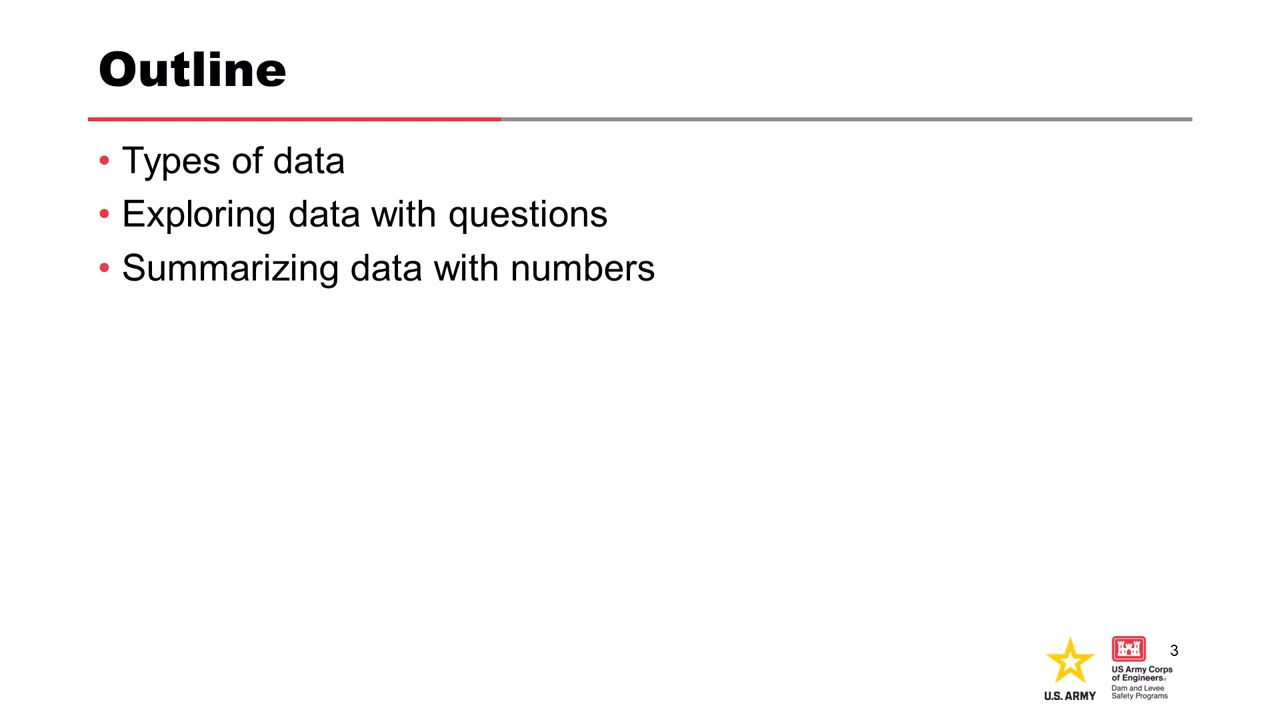 Outline
• Types of data
• Exploring data with questions
• Summarizing data with numbers
3
U.S. ARMY
US Army Corps
of Engineers®
Dam and Levee
Safety Programs